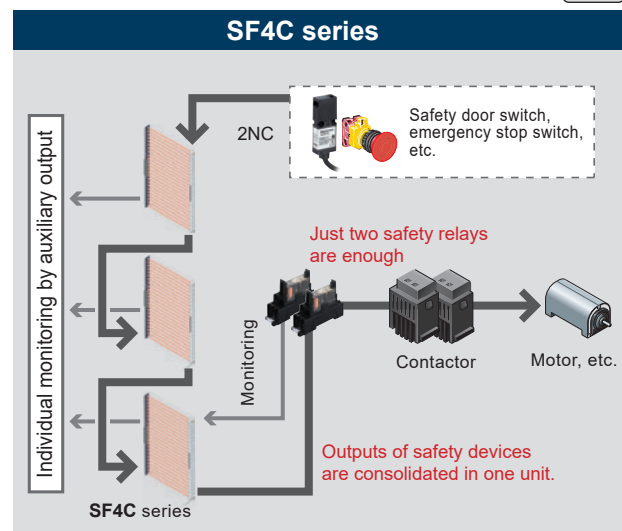 SF4C series
Safety door switch,
emergency stop switch,
etc.
2NC
Individual monitoring by auxiliary output
Just two safety relays
are enough
Monitoring
Contactor
Motor, etc.
Outputs of safety devices
are consolidated in one unit.
SF4C series